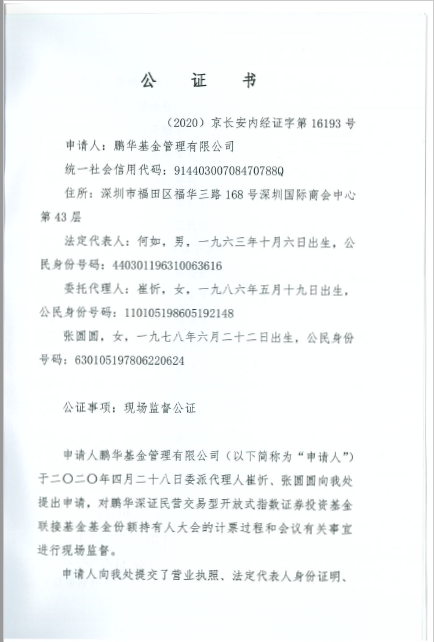 公 证 书
（2020）京长安内经证字第 16193 号
申请人：鹏华基金管理有限公司
统一社会信用代码：9144030070847​0788Q
住所：深圳市福田区福华三路 168 号深圳国际商会中心
第 43 层
法定代表人：何如，男，一九六三年十月六日出生，公
民身份号码：440301196310063616
委托代理人：崔忻，女，一九八六年五月十九日出生，
公民身份号码：110105198605192148
张圆圆，女，一九七八年六月二十二日出生，公民身份
号码：630105197806220624
公证事项：现场监督公证
申请人鹏华基金管理有限公司（以下简称为“申请人”）
于二〇二〇年四月二十八日委派代理人崔忻、张圆圆向我处
提出申请，对鹏华深证民营交易型开放式指数证券投资基金
联接基金基金份额持有人大会的计票过程和会议有关事宜
进行现场监督。
申请人向我处提交了营业执照、法定代表人身份证明、